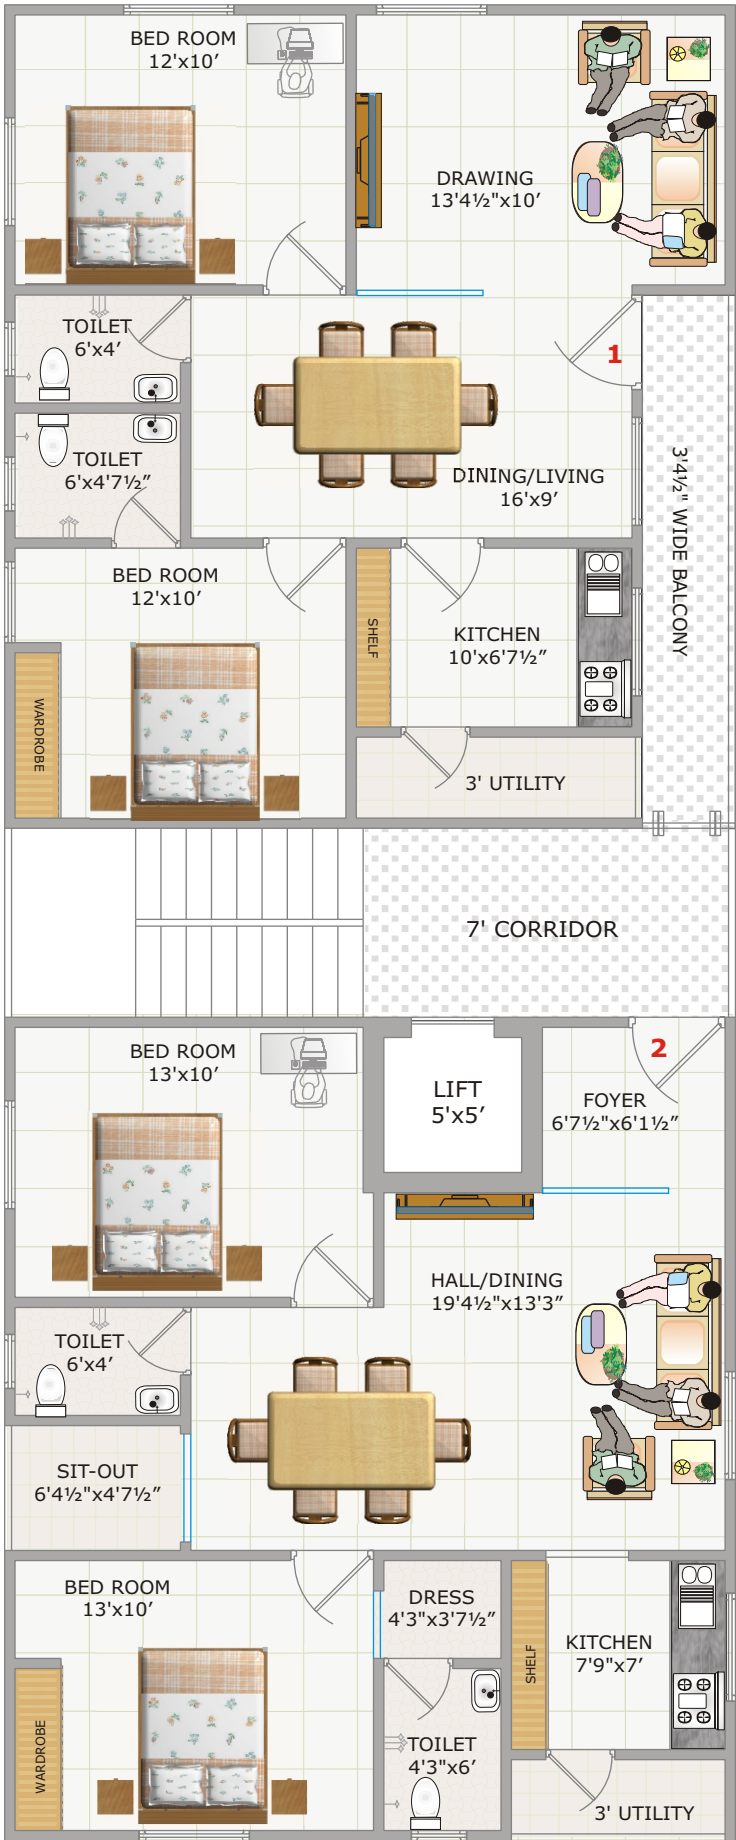 BED ROOM
12'x10′
DRAWING
13'4½"x10′
TOILET
6'x4′
1
TOILET
6'x4'7½″
DINING/LIVING
16'x9′
3'4½" WIDE BALCONY
BED ROOM
12'x10′
SHELF
KITCHEN
10'x6'7½″
WARDROBE
3' UTILITY
7' CORRIDOR
BED ROOM
13'x10′
LIFT
5'x5′
2
FOYER
6'7½"x6'1½″
HALL/DINING
19'4½"x13'3″
TOILET
6'x4′
SIT-OUT
6'4½"x4'7½″
BED ROOM
13'x10′
DRESS
4'3"x3'7½″
SHELF
KITCHEN
7'9"x7′
WARDROBE
TOILET
4'3"x6′
3' UTILITY